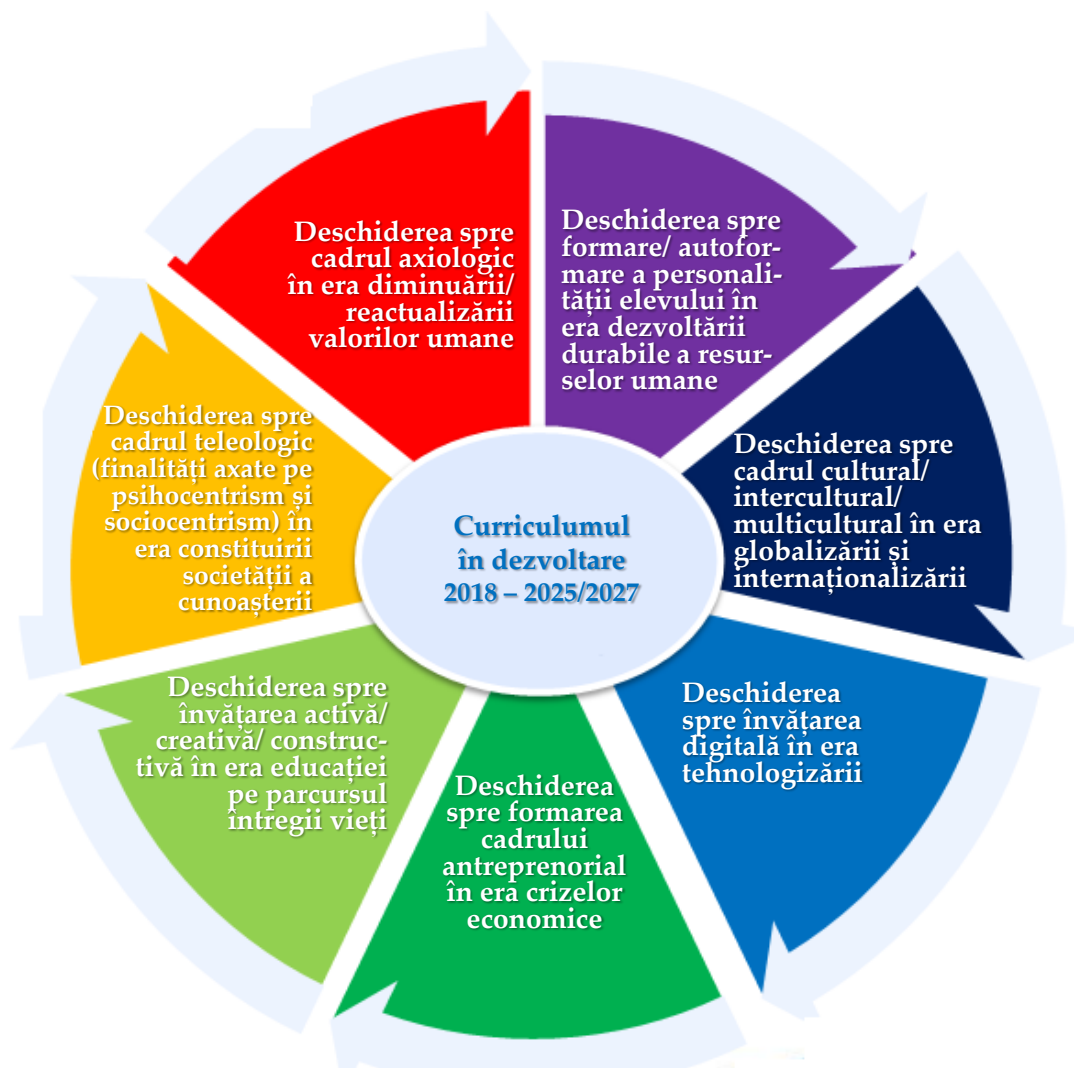 Deschiderea spre
cadrul axiologic
în era diminuării/
reactualizării
valorilor umane
Deschiderea spre
formare/ autofor-
mare a personali-
tății elevului în
era dezvoltării
durabile a resur-
selor umane
Deschiderea spre
cadrul cultural/
intercultural/
multicultural în era
globalizării și
internaționalizării
Deschiderea
spre învățarea
digitală în era
tehnologizării
Deschiderea
spre formarea
cadrului
antreprenorial
în era crizelor
economice
Deschiderea spre
învățarea activă/
creativă/ construc-
tivă în era educației
pe parcursul
întregii vieți
Deschiderea spre
cadrul teleologic
(finalități axate pe
psihocentrism și
sociocentrism) în
era constituirii
societății a
cunoașterii
Curriculumul
în dezvoltare
2018 – 2025/2027